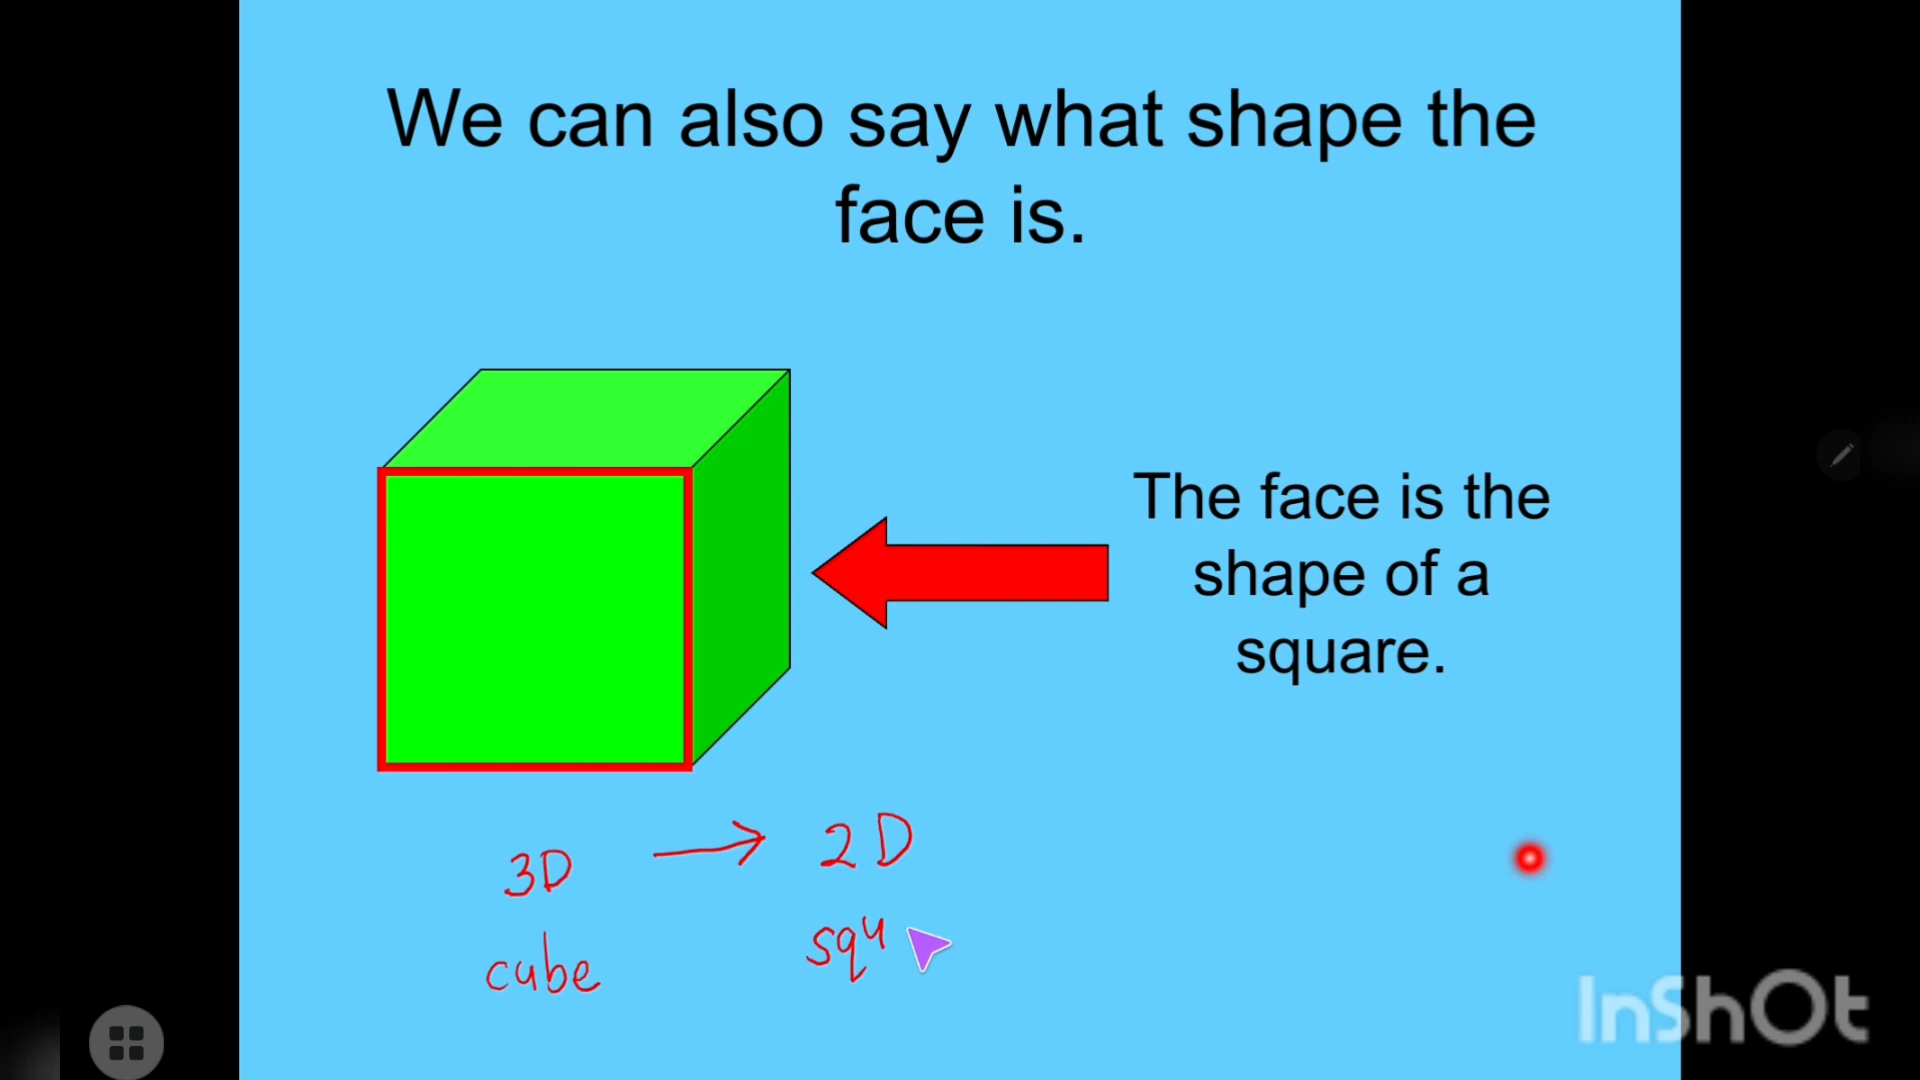 We can also say what shape the
face is.
The face is the
shape of a
square.
3D → 2D
cube squ
InShOt